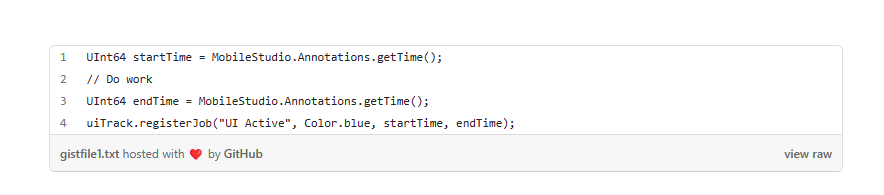 1 UInt64 startTime = MobileStudio.Annotations.getTime();
2 // Do work
3 UInt64 endTime = MobileStudio.Annotations.getTime();
4 uiTrack.registerJob("UI Active", Color.blue, startTime, endTime);
gistfile1.txt hosted with ❤ by GitHub view raw